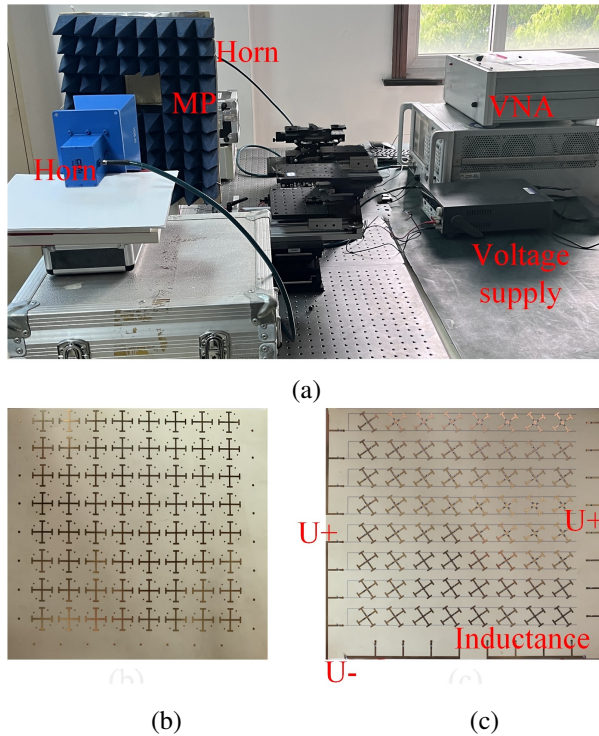 Horn
MP
VNA
Horn
Voltage
supply
(a)
U+
U+
Inductance
U-
(b)
(c)
(b)
(c)